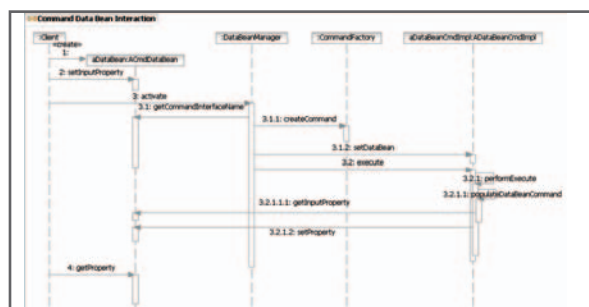 Command Data Bean Interaction
:Client
:DataBeanManager
:CommandFactory
aDataBeanCmdImpl:ADataBeanCmdImpl
«create»
1:
aDataBean:ACmdDataBean
2: setInputProperty
3: activate
3.1: getCommandInterfaceName
3.1.1: createCommand
3.1.2: setDataBean
3.2: execute
3.2.1: performExecute
3.2.1.1: populateDataBeanCommand
3.2.1.1.1: getInputProperty
3.2.1.2: setProperty
4: getProperty